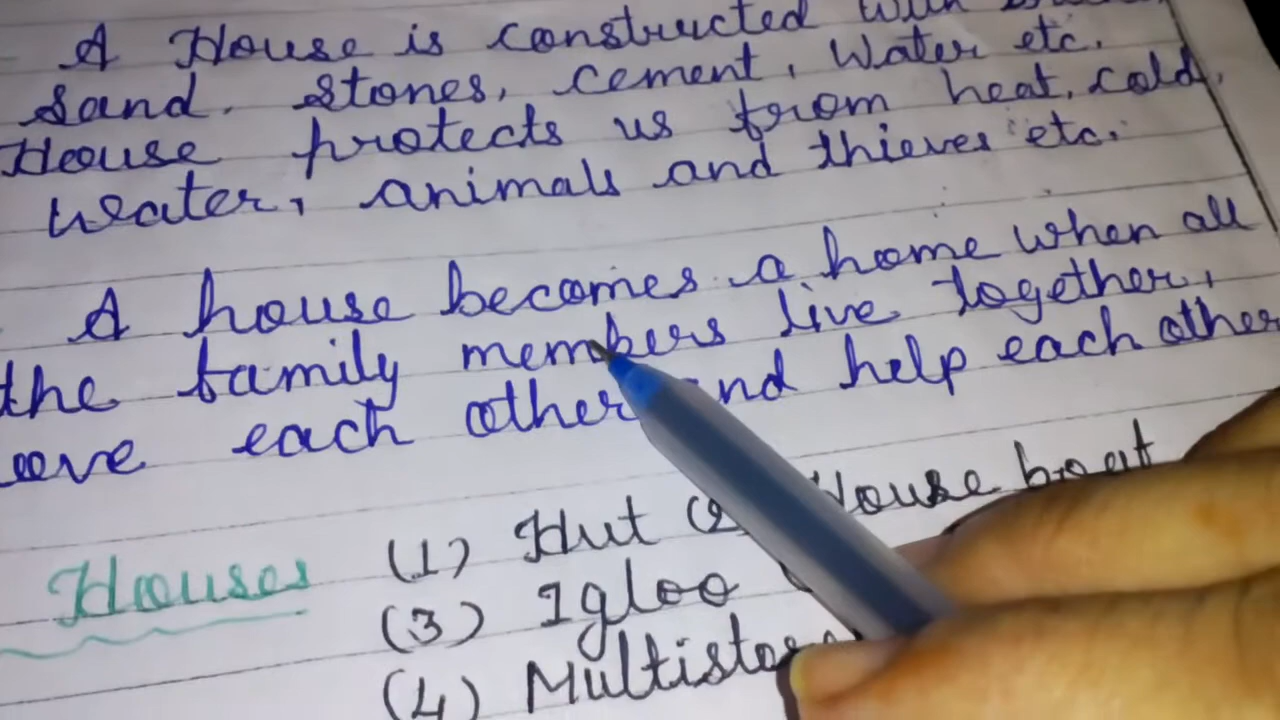 A House is constructed with
Sand, Stones, cement, Water etc.
House protects us from heat, cold,
water, animals and thieves etc.
A house becomes a home when all
the family members live together,
each other and help each other
Houses (1) Hut (2) House boat
(3) Igloo
(4)